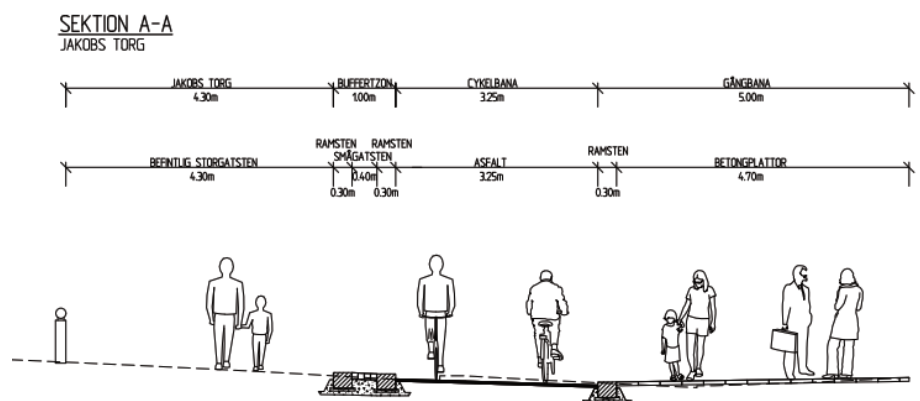 SEKTION A-A
JAKOBS TORG
JAKOBS TORG BUFFERTZON CYKELBANA GÅNGBANA
4.30m 1.00m 3.25m 5.00m
RAMSTEN RAMSTEN RAMSTEN
SMÅGATSTEN
BEFINTLIG STORGATSTEN ASFALT BETONGPLATTOR
4.30m 0.40m 3.25m 4.70m
0.30m 0.30m 0.30m